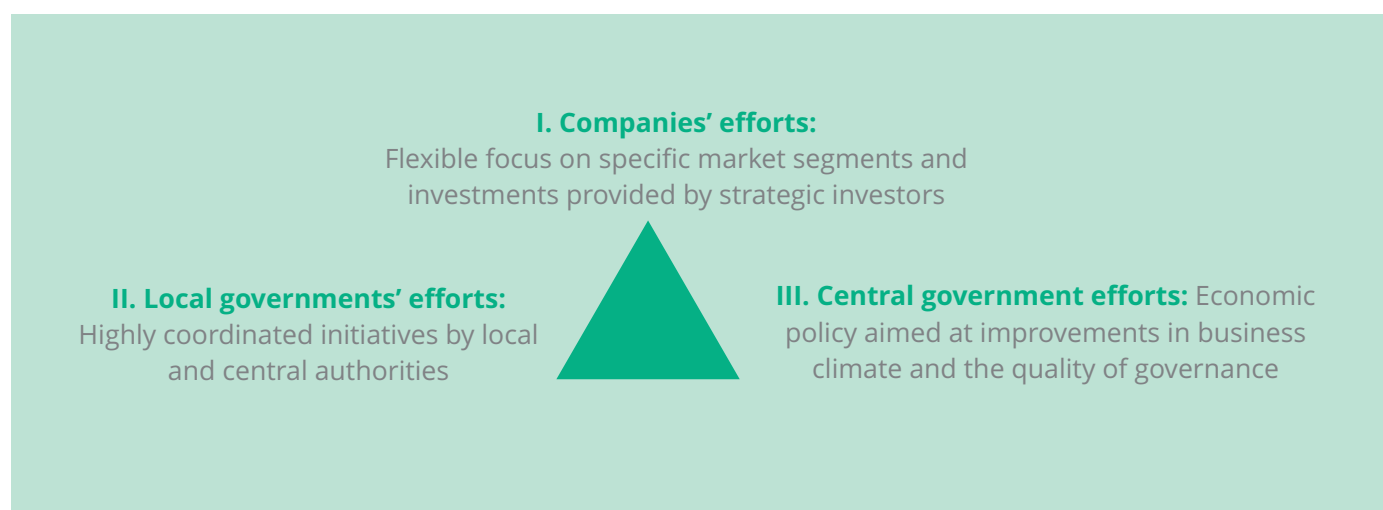 I. Companies’ efforts:
Flexible focus on specific market segments and
investments provided by strategic investors
II. Local governments’ efforts:
Highly coordinated initiatives by local
and central authorities
III. Central government efforts: Economic
policy aimed at improvements in business
climate and the quality of governance